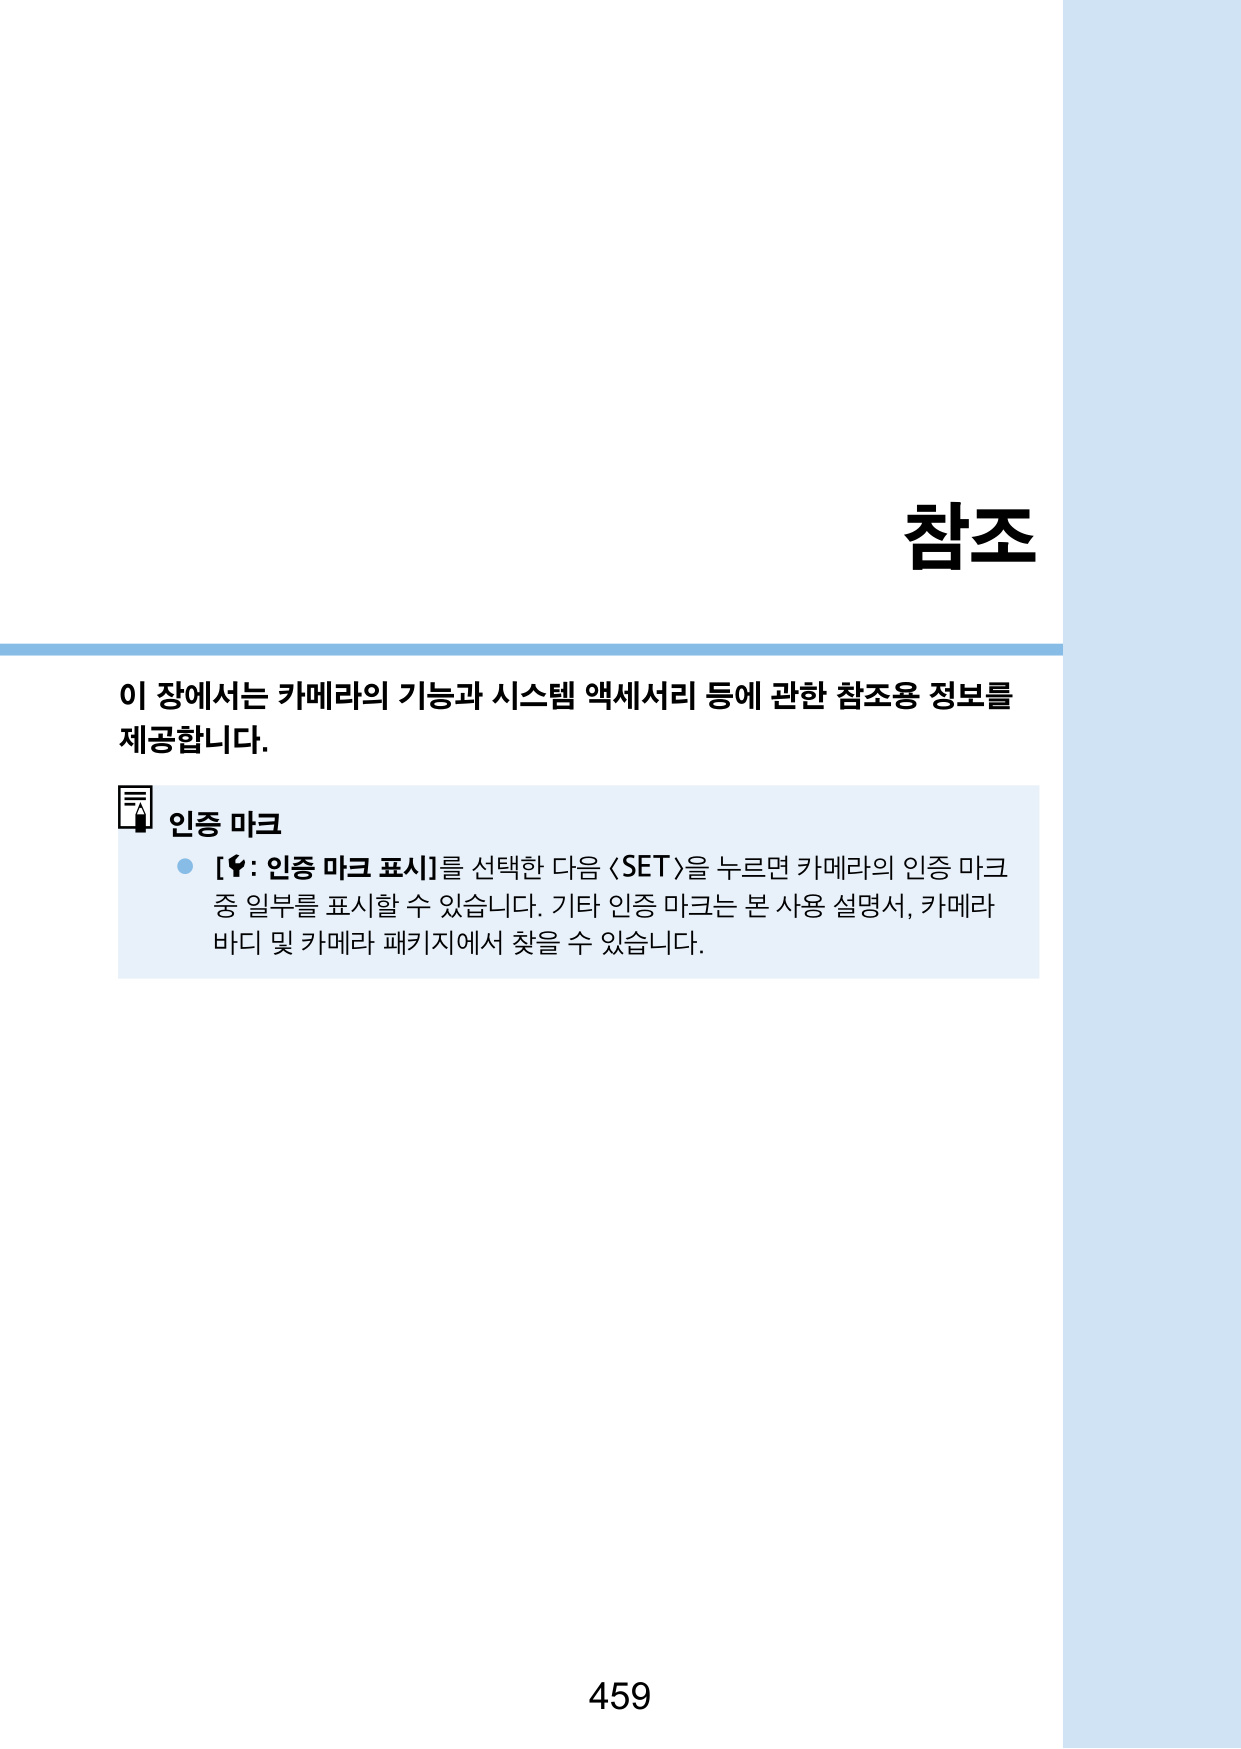 참조
이 장에서는 카메라의 기능과 시스템 액세서리 등에 관한 참조용 정보를
제공합니다.
인증 마크
● [: 인증 마크 표시]를 선택한 다음 <SET>을 누르면 카메라의 인증 마크
중 일부를 표시할 수 있습니다. 기타 인증 마크는 본 사용 설명서, 카메라
바디 및 카메라 패키지에서 찾을 수 있습니다.
459